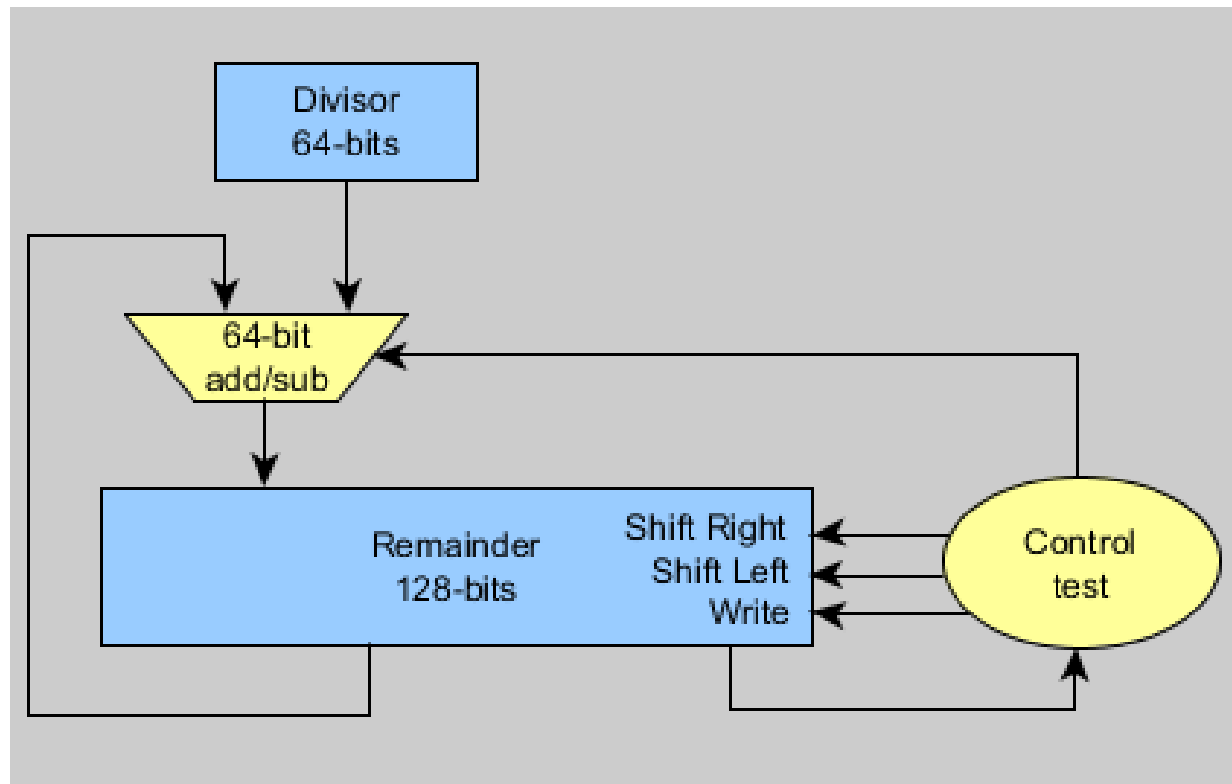 Divisor
64-bits
64-bit
add/sub
Remainder
128-bits
Shift Right
Shift Left
Write
Control
test